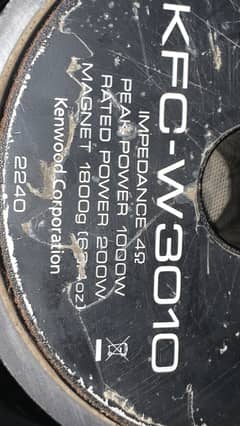 KFC-W3010
IMPEDANCE 4Ω
PEAK POWER 1000W
RATED POWER 200W
MAGNET 1800g
Kenwood Corporation
2240